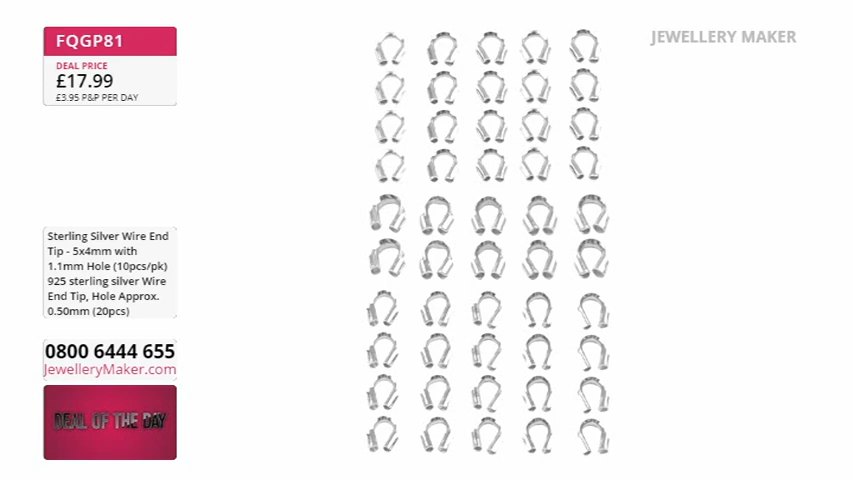 FQGP81
DEAL PRICE
£17.99
£3.95 P&P PER DAY
JEWELLERY MAKER
Sterling Silver Wire End
Tip - 5x4mm with
1.1mm Hole (10pcs/pk)
925 sterling silver Wire
End Tip, Hole Approx.
0.50mm (20pcs)
0800 6444 655
JewelleryMaker.com
DEAL OF THE DAY